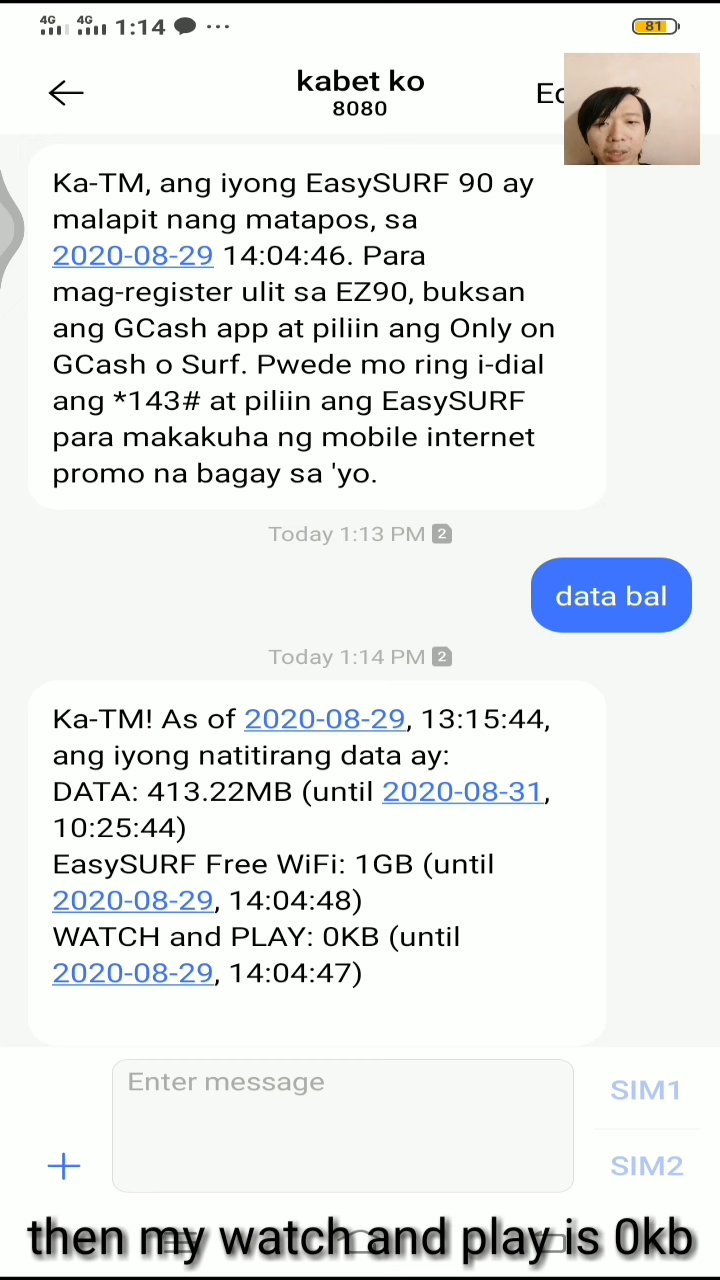 4G 4G 1:14 ... 81
kabet ko
8080
Ka-TM, ang iyong EasySURF 90 ay
malapit nang matapos, sa
2020-08-29 14:04:46. Para
mag-register ulit sa EZ90, buksan
ang GCash app at piliin ang Only on
GCash o Surf. Pwede mo ring i-dial
ang *143# at piliin ang EasySURF
para makakuha ng mobile internet
promo na bagay sa 'yo.
Today 1:13 PM 2
data bal
Today 1:14 PM 2
Ka-TM! As of 2020-08-29, 13:15:44,
ang iyong natitirang data ay:
DATA: 413.22MB (until 2020-08-31,
10:25:44)
EasySURF Free WiFi: 1GB (until
2020-08-29, 14:04:48)
WATCH and PLAY: 0KB (until
2020-08-29, 14:04:47)
Enter message
SIM1
SIM2
then my watch and play is 0kb